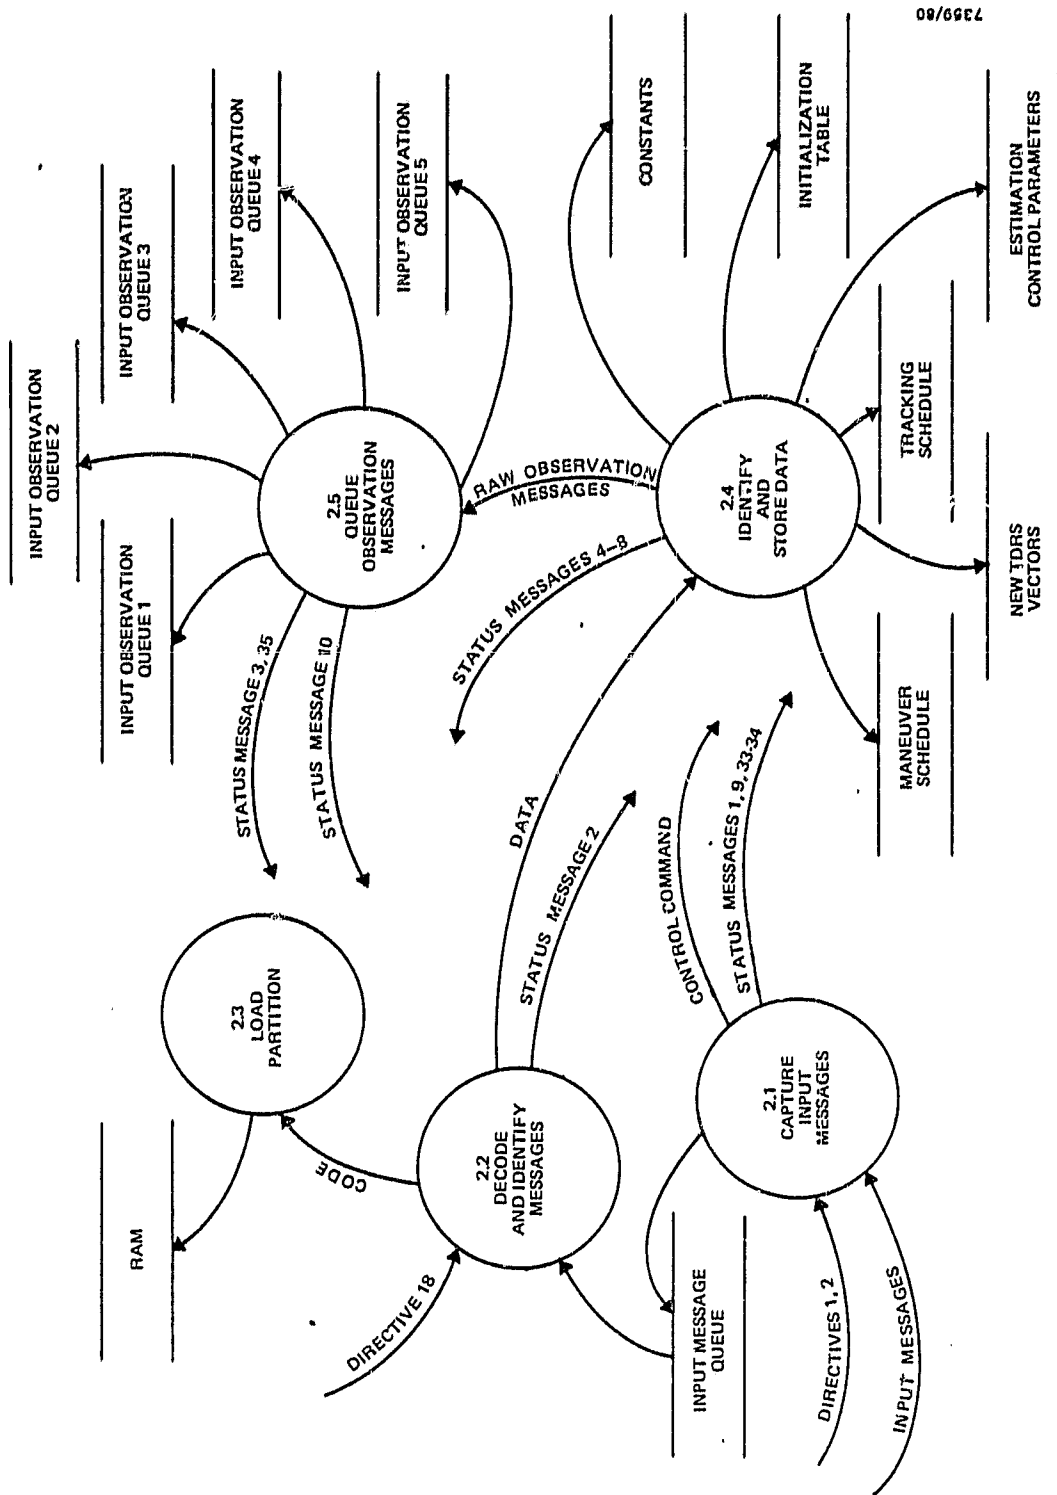 INPUT OBSERVATION
QUEUE 2
INPUT OBSERVATION
QUEUE 1
INPUT OBSERVATION
QUEUE 3
INPUT OBSERVATION
QUEUE 4
INPUT OBSERVATION
QUEUE 5
RAM
2.3
LOAD
PARTITION
STATUS MESSAGE 3, 35
STATUS MESSAGE 10
2.5
QUEUE
OBSERVATION
MESSAGES
CODE
DIRECTIVE 18
2.2
DECODE
AND IDENTIFY
MESSAGES
DATA
STATUS MESSAGE 2
STATUS MESSAGES 4-8
RAW OBSERVATION
MESSAGES
2.4
IDENTIFY
AND
STORE DATA
CONSTANTS
INITIALIZATION
TABLE
INPUT MESSAGE
QUEUE
DIRECTIVES 1, 2
INPUT MESSAGES
2.1
CAPTURE
INPUT
MESSAGES
CONTROL COMMAND
STATUS MESSAGES 1, 9, 33-34
MANEUVER
SCHEDULE
TRACKING
SCHEDULE
NEW TDRS
VECTORS
ESTIMATION
CONTROL PARAMETERS
7359/80